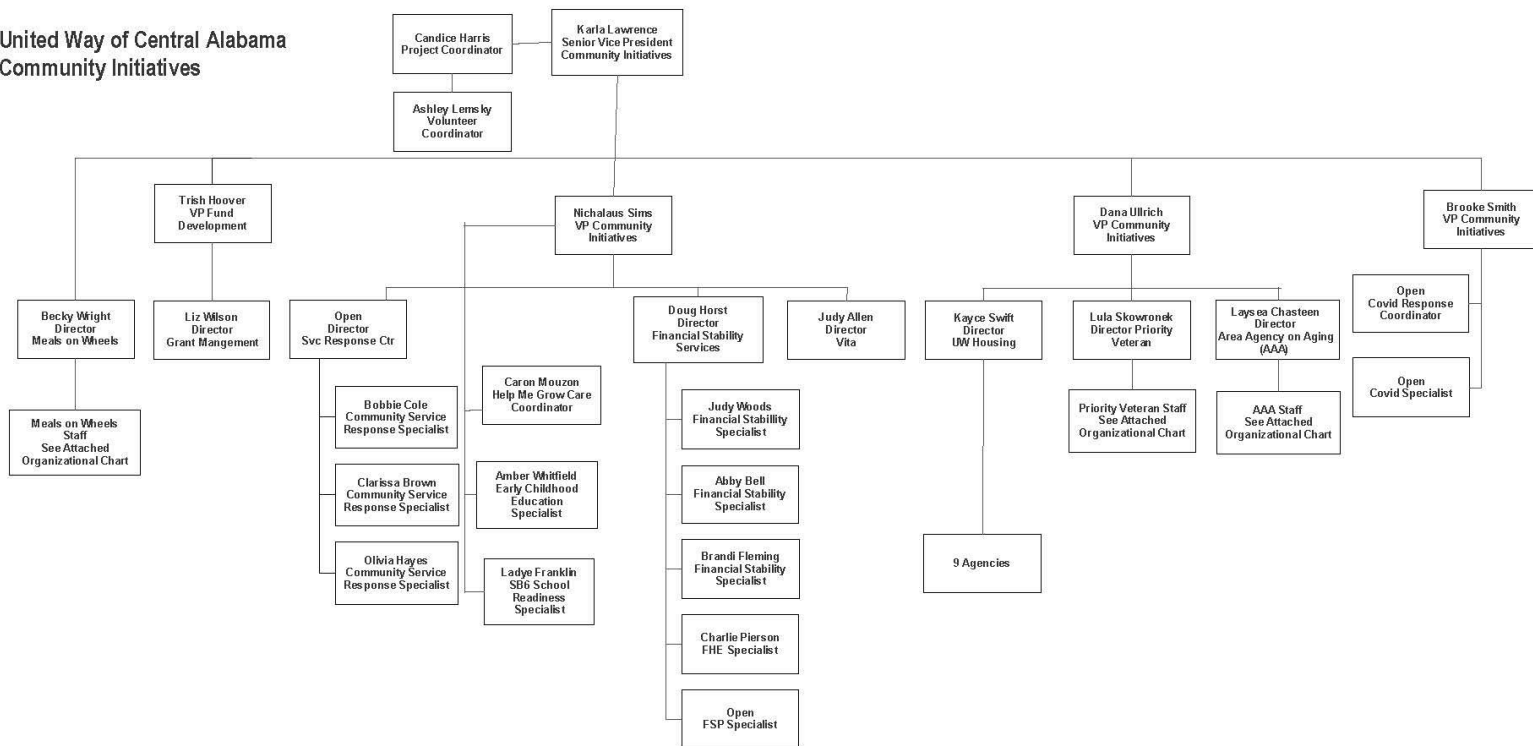 United Way of Central Alabama
Community Initiatives
Candice Harris
Project Coordinator
Karla Lawrence
Senior Vice President
Community Initiatives
Ashley Lemsky
Volunteer
Coordinator
Trish Hoover
VP Fund
Development
Nichalaus Sims
VP Community
Initiatives
Dana Ullrich
VP Community
Initiatives
Brooke Smith
VP Community
Initiatives
Becky Wright
Director
Meals on Wheels
Liz Wilson
Director
Grant Mangement
Open
Director
Svc Response Ctr
Doug Horst
Director
Financial Stability
Services
Judy Allen
Director
Vita
Kayce Swift
Director
UW Housing
Lula Skowronek
Director Priority
Veteran
Laysea Chasteen
Director
Area Agency on Aging
(AAA)
Open
Covid Response
Coordinator
Open
Covid Specialist
Meals on Wheels
Staff
See Attached
Organizational Chart
Bobbie Cole
Community Service
Response Specialist
Clarissa Brown
Community Service
Response Specialist
Olivia Hayes
Community Service
Response Specialist
Caron Mouzon
Help Me Grow Care
Coordinator
Amber Whitfield
Early Childhood
Education
Specialist
Ladye Franklin
SB6 School
Readiness
Specialist
Judy Woods
Financial Stabillity
Specialist
Abby Bell
Financial Stability
Specialist
Brandi Fleming
Financial Stability
Specialist
Charlie Pierson
FHE Specialist
Open
FSP Specialist
9 Agencies
Priority Veteran Staff
See Attached
Organizational Chart
AAA Staff
See Attached
Organizational Chart